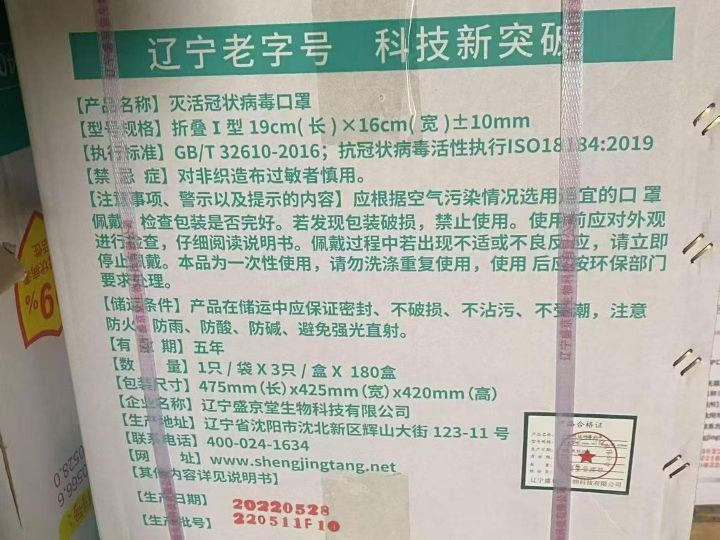 辽宁老字号 科技新突破
【产品名称】灭活冠状病毒口罩
【型号规格】折叠I型 19cm(长)×16cm(宽)±10mm
【执行标准】GB/T 32610-2016；抗冠状病毒活性执行ISO18184:2019
【禁 忌 症】对非织造布过敏者慎用。
【注意事项、警示以及提示的内容】应根据空气污染情况选用适宜的口 罩
佩戴，检查包装是否完好。若发现包装破损，禁止使用。使用前应对外观
进行检查，仔细阅读说明书。佩戴过程中若出现不适或不良反应，请立即
停止佩戴。本品为一次性使用，请勿洗涤重复使用，使用 后应按环保部门
要求处理。
【储运条件】产品在储运中应保证密封、不破损、不沾污、不受潮，注意
防火、防雨、防酸、防碱、避免强光直射。
【有 效 期】五年
【数 量】1只/袋X3只/盒X 180盒
【包装尺寸】475mm(长)x425mm(宽)x420mm(高)
【企业名称】辽宁盛京堂生物科技有限公司
【生产地址】辽宁省沈阳市沈北新区辉山大街 123-11 号
【联系电话】400-024-1634
【网 址】www.shengjingtang.net
【其他内容详见说明书】
【生产日期】 20220528
【生产批号】 220511F10
产品合格证